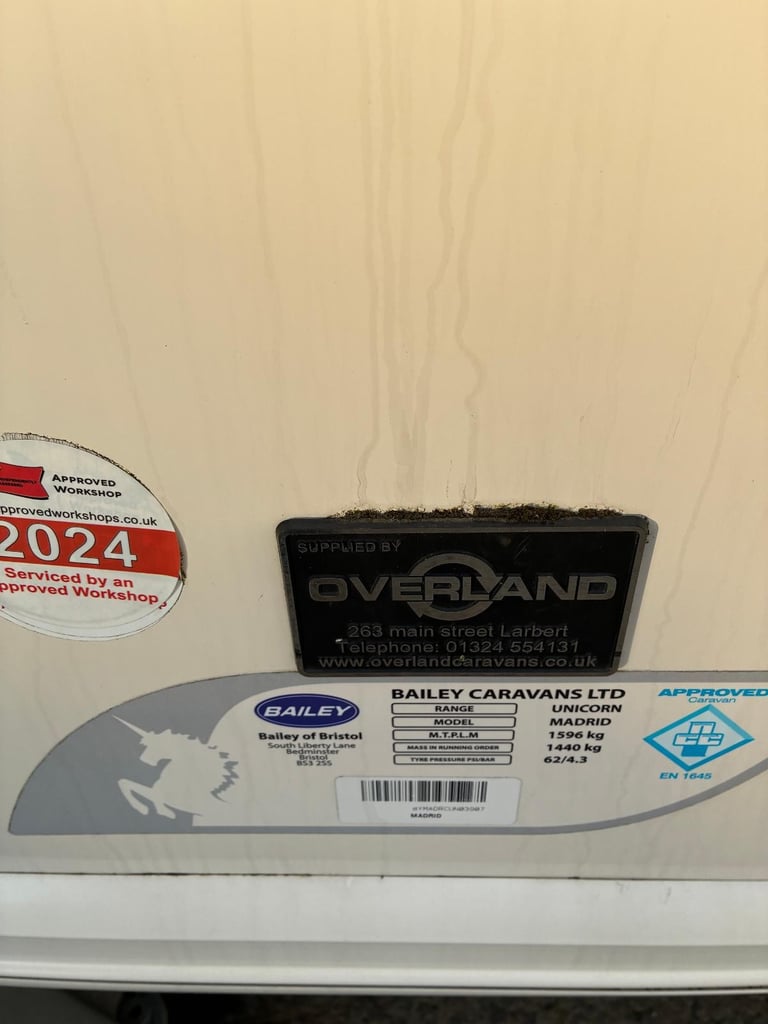 APPROVED
WORKSHOP
pprovedworkshops.co.uk
2024
Serviced by an
pproved Workshop
SUPPLIED BY
OVERLAND
263 main street Larbert
Telephone: 01324 554131
www.overlandcaravans.co.uk
BAILEY
Bailey of Bristol
South Liberty Lane
Bedminster
Bristol
BS3 2SS
BAILEY CARAVANS LTD
RANGE UNICORN
MODEL MADRID
M.T.P.L.M 1596 kg
MASS IN RUNNING ORDER 1440 kg
TYRE PRESSURE PSI/BAR 62/4.3
MADRID
APPROVED
Caravan
NCC
EN 1645